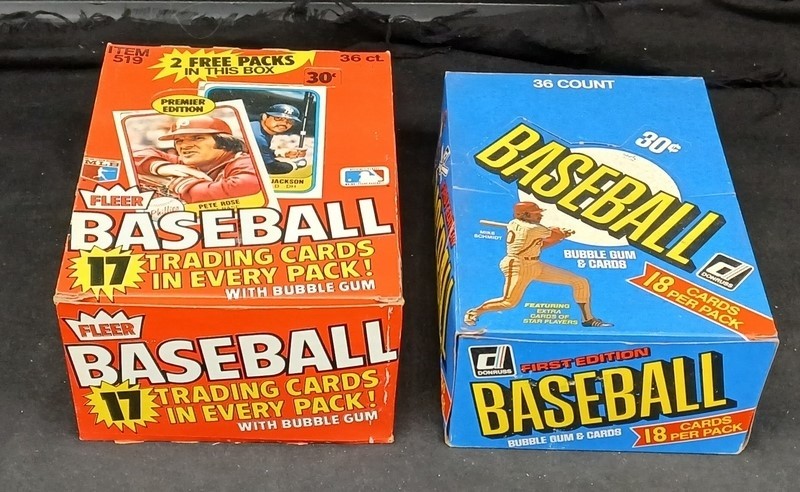 ITEM
519
2 FREE PACKS
IN THIS BOX
36 ct.
30¢
PREMIER
EDITION
JACKSON
DH
PETE ROSE
Phillies
FLEER
BASEBALL
17
TRADING CARDS
IN EVERY PACK!
WITH BUBBLE GUM
FLEER
BASEBALL
17
TRADING CARDS
IN EVERY PACK!
WITH BUBBLE GUM
36 COUNT
30¢
BASEBALL
MIKE
SCHMIDT
BUBBLE GUM
& CARDS
DONRUSS
18 CARDS
PER PACK
FEATURING
EXTRA
CARDS OF
STAR PLAYERS
DONRUSS
FIRST EDITION
BASEBALL
BUBBLE GUM & CARDS
18 CARDS
PER PACK